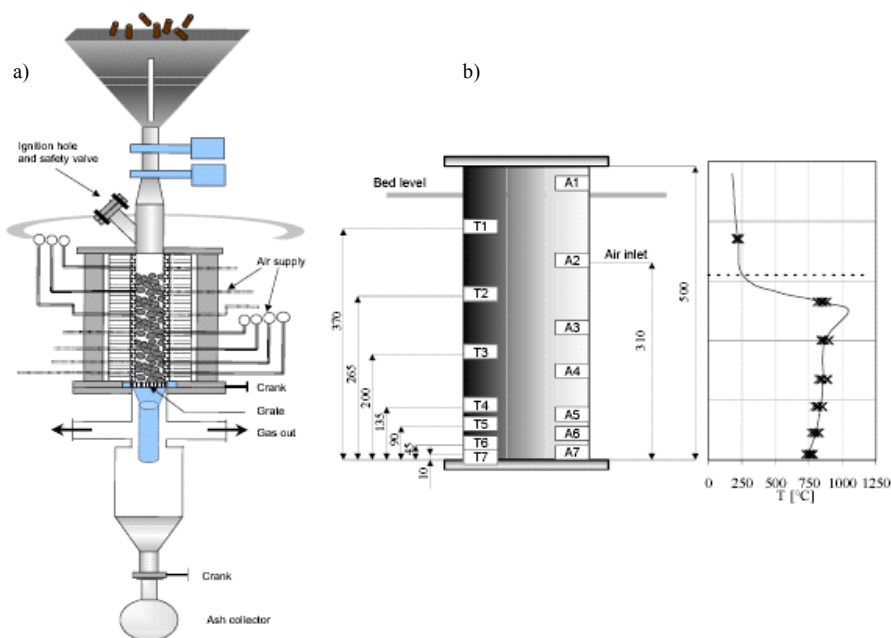 a)
Ignition hole
and safety valve
Air supply
Crank
Grate
Gas out
Crank
Ash collector
b)
Bed level
A1
T1
A2
Air inlet
T2
A3
T3
A4
T4
A5
T5
A6
T6
A7
T7
370
265
200
135
90
45
10
310
500
0 250 500 750 1000 1250
T [°C]